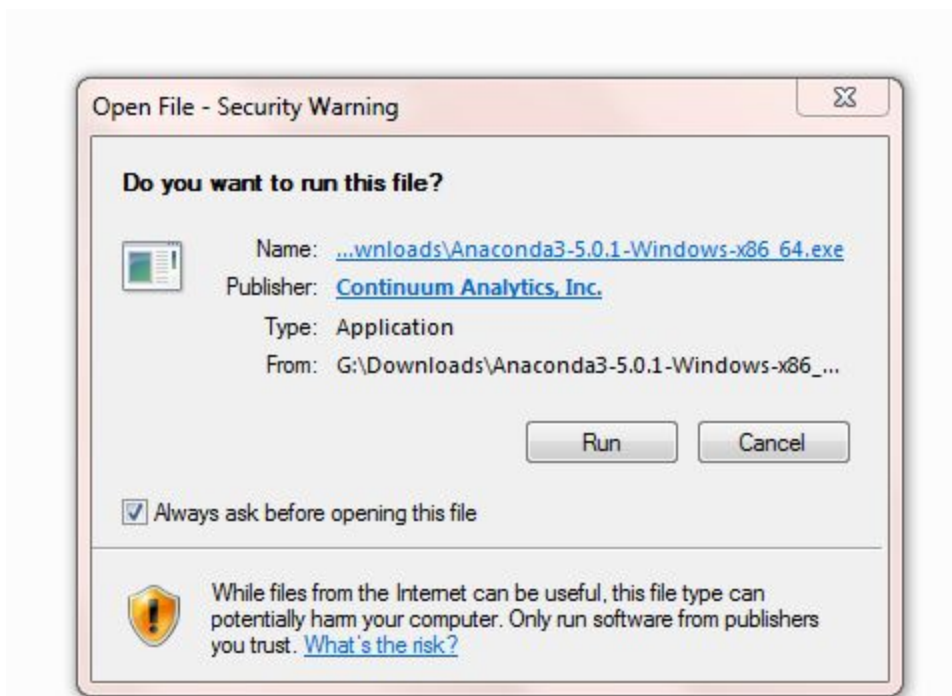 Open File - Security Warning
Do you want to run this file?
Name: ...wnloads\Anaconda3-5.0.1-Windows-x86_64.exe
Publisher: Continuum Analytics, Inc.
Type: Application
From: G:\Downloads\Anaconda3-5.0.1-Windows-x86_...
Run Cancel
Always ask before opening this file
While files from the Internet can be useful, this file type can
potentially harm your computer. Only run software from publishers
you trust. What's the risk?